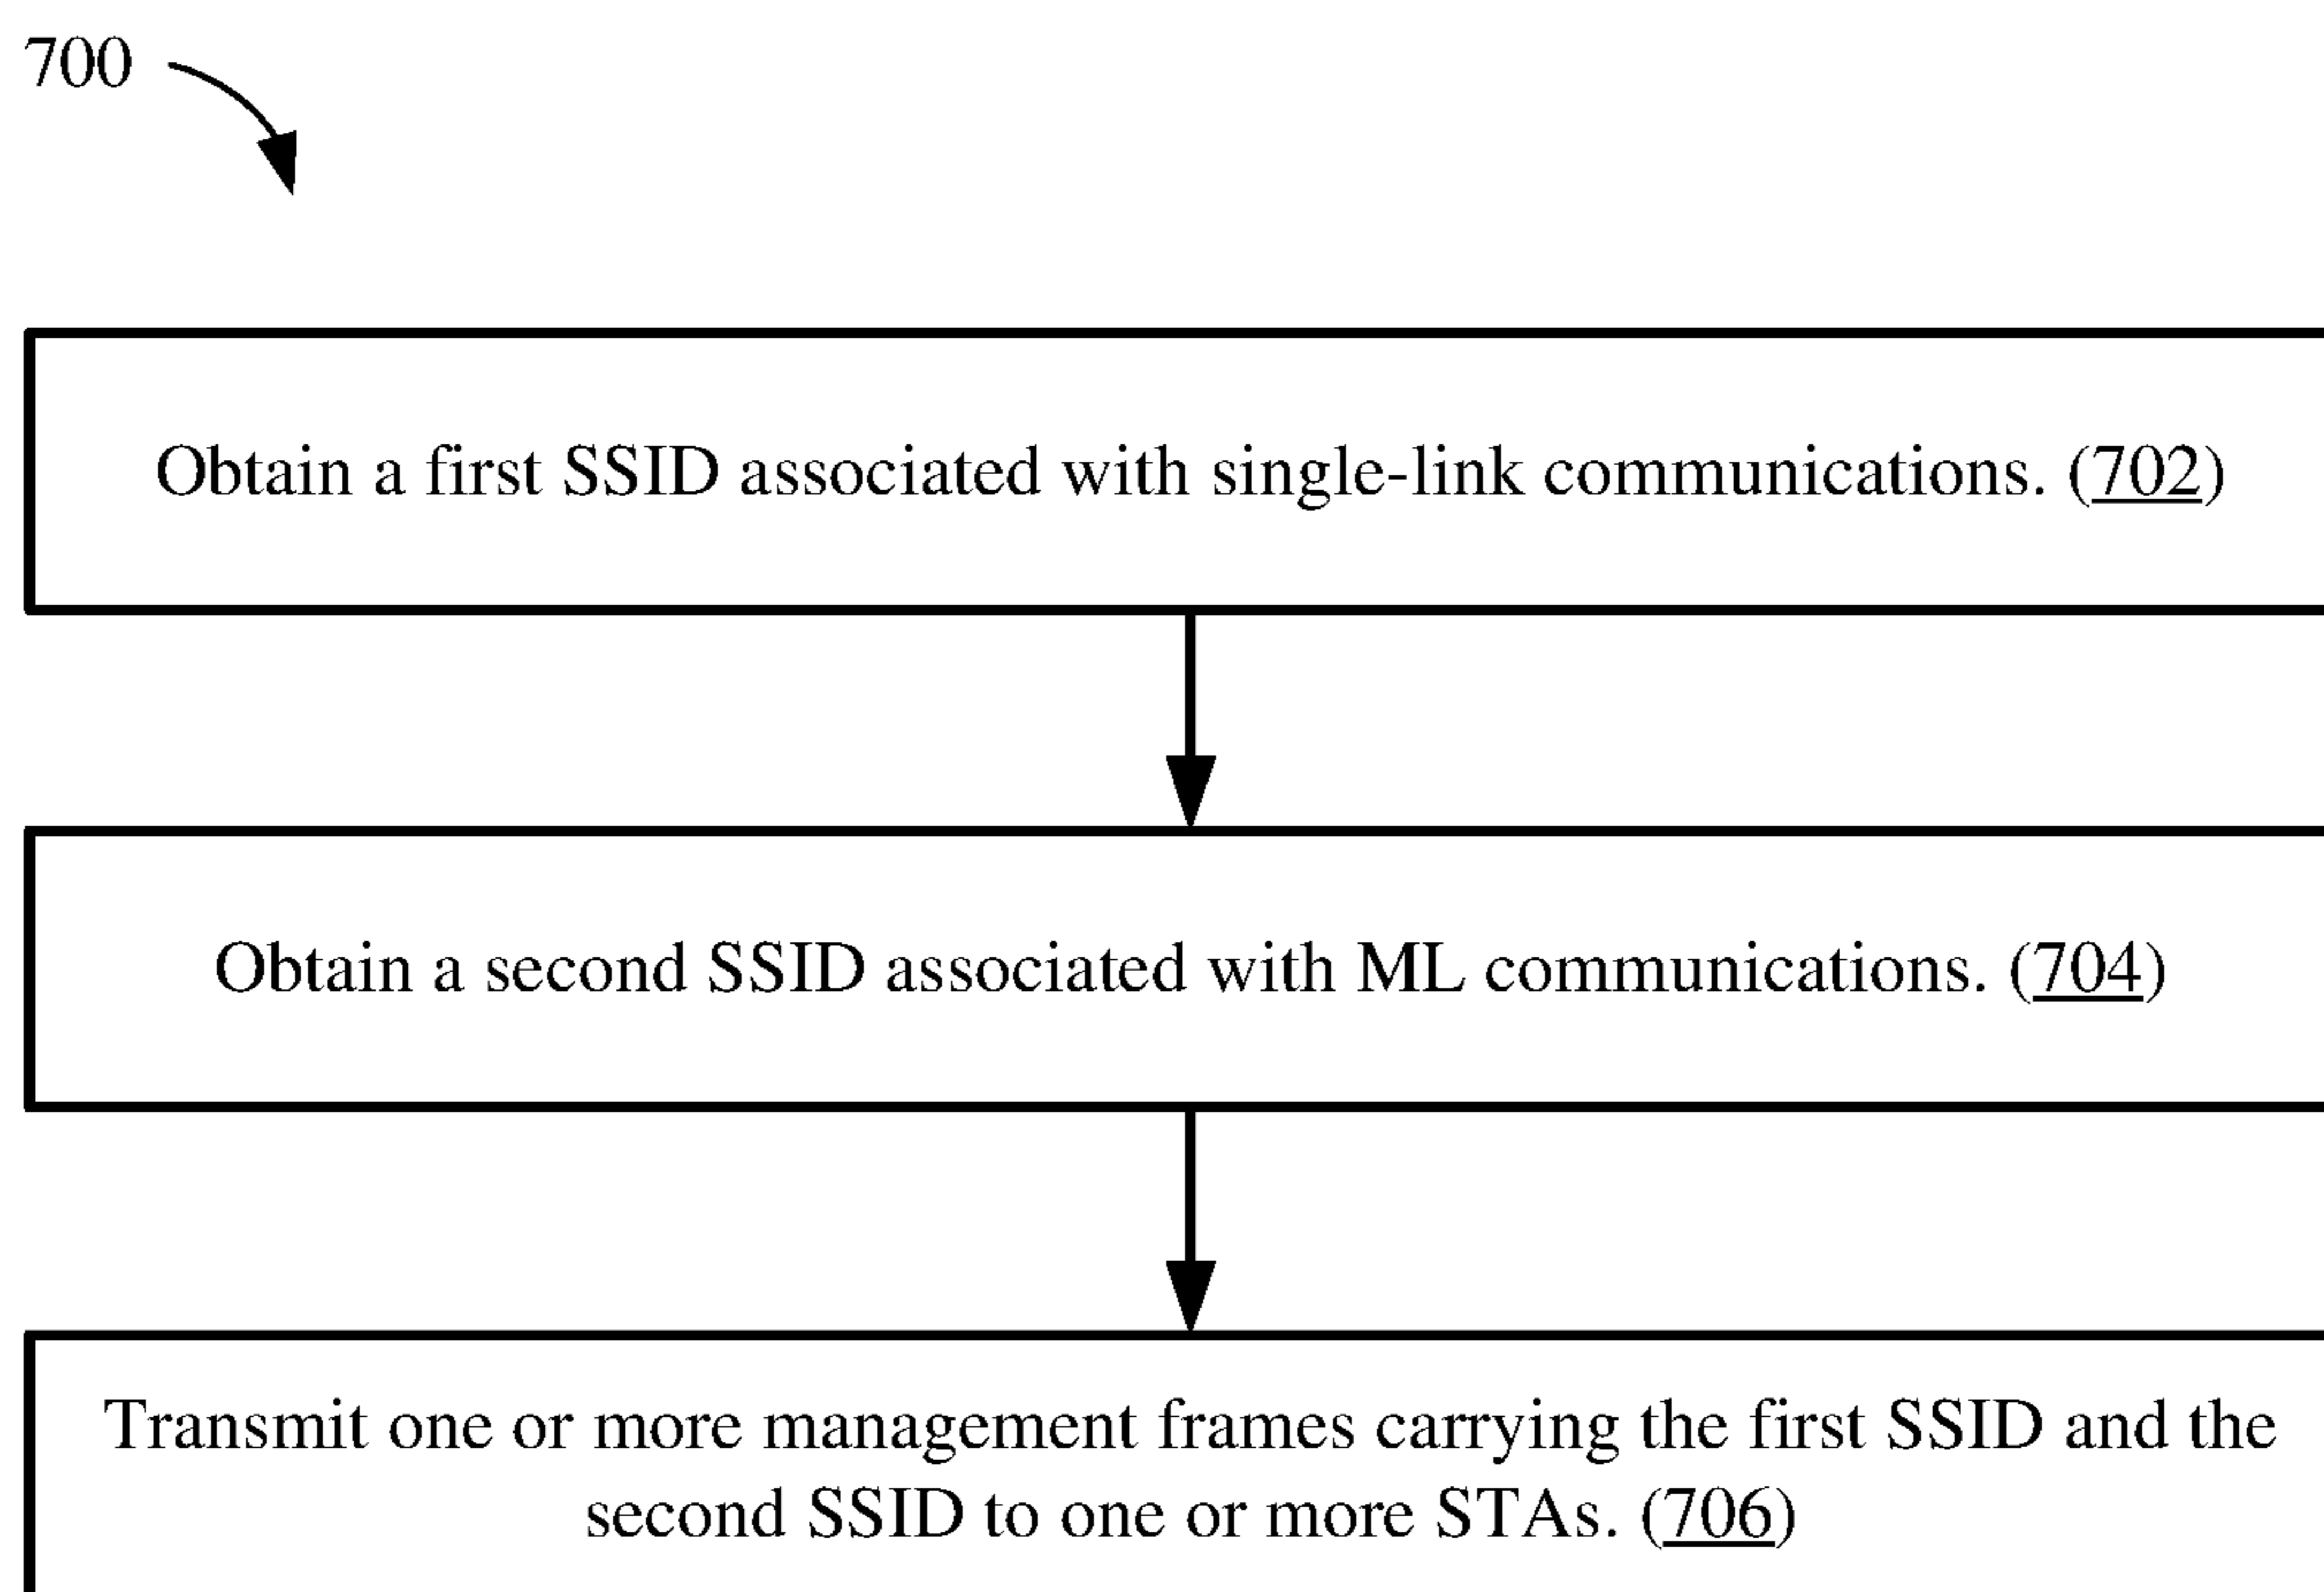 700
Obtain a first SSID associated with single-link communications. (702)
Obtain a second SSID associated with ML communications. (704)
Transmit one or more management frames carrying the first SSID and the
second SSID to one or more STAs. (706)